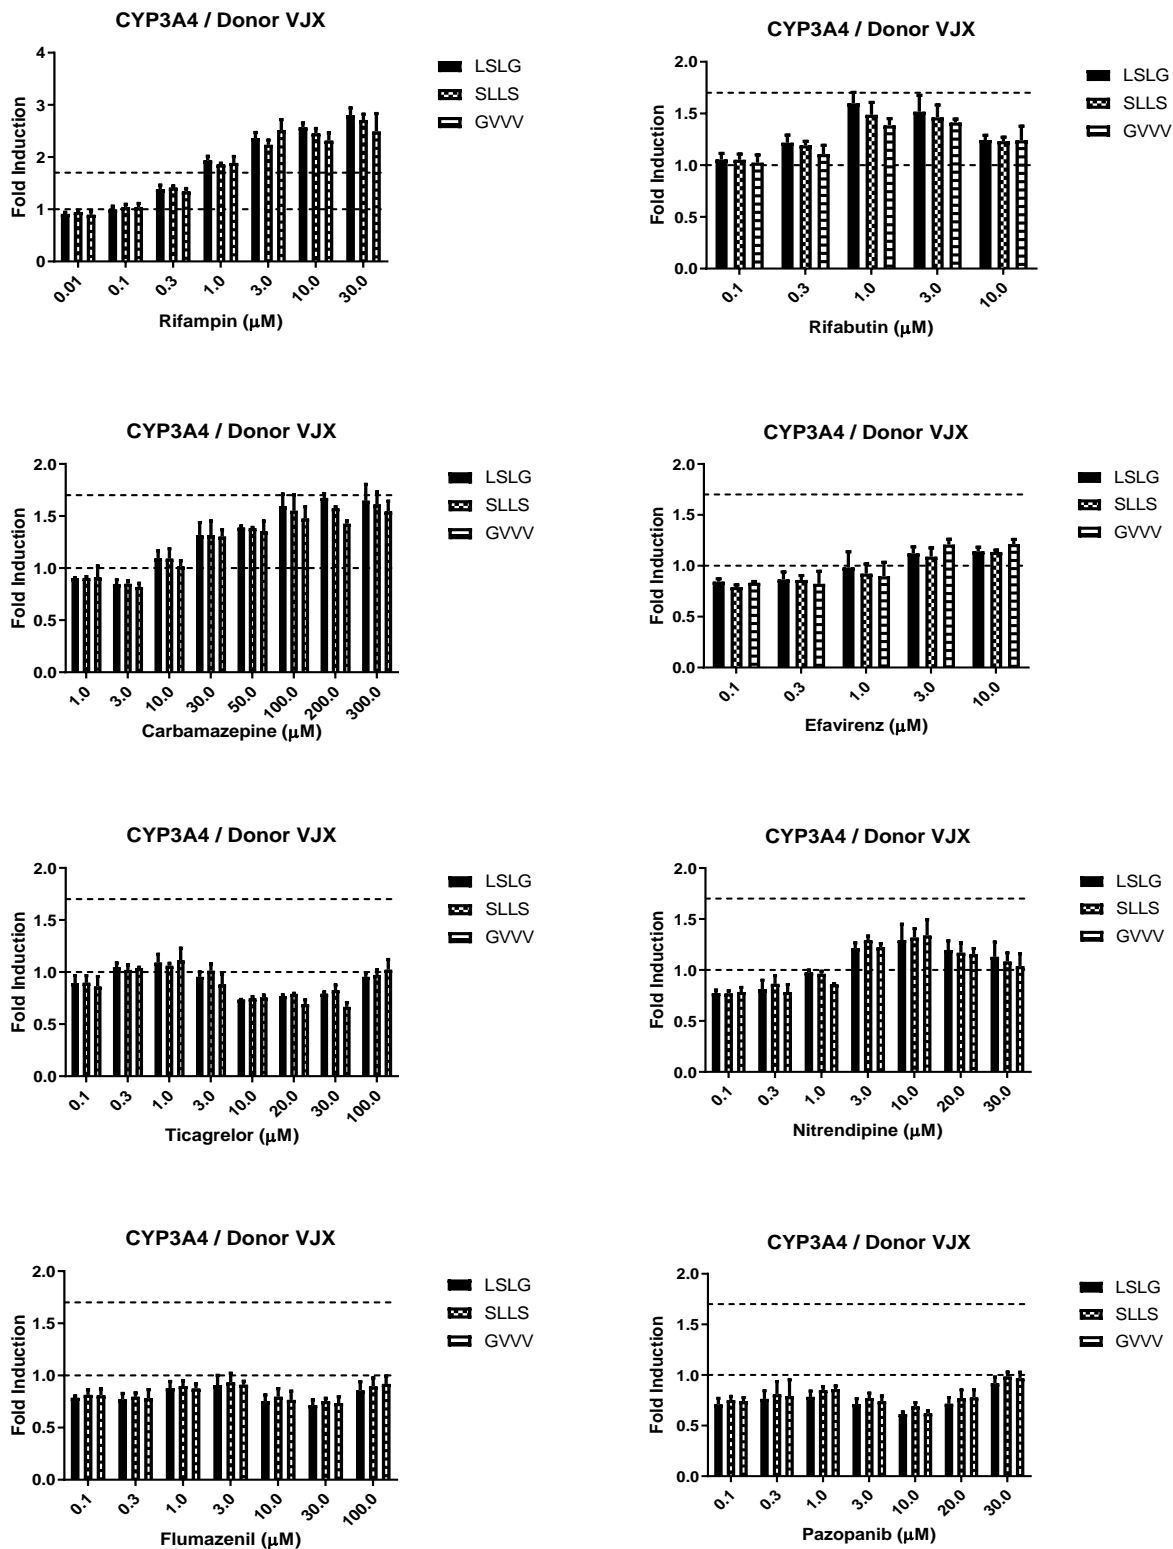 CYP3A4 / Donor VJX
4
3
2
1
0
Fold Induction
0.01
0.1
0.3
1.0
3.0
10.0
30.0
Rifampin (µM)
LSLG
SLLS
GVVV
CYP3A4 / Donor VJX
2.0
1.5
1.0
0.5
0.0
Fold Induction
0.1
0.3
1.0
3.0
10.0
Rifabutin (µM)
LSLG
SLLS
GVVV
CYP3A4 / Donor VJX
2.0
1.5
1.0
0.5
0.0
Fold Induction
1.0
3.0
10.0
30.0
50.0
100.0
200.0
300.0
Carbamazepine (µM)
LSLG
SLLS
GVVV
CYP3A4 / Donor VJX
2.0
1.5
1.0
0.5
0.0
Fold Induction
0.1
0.3
1.0
3.0
10.0
Efavirenz (µM)
LSLG
SLLS
GVVV
CYP3A4 / Donor VJX
2.0
1.5
1.0
0.5
0.0
Fold Induction
0.1
0.3
1.0
3.0
10.0
20.0
30.0
100.0
Ticagrelor (µM)
LSLG
SLLS
GVVV
CYP3A4 / Donor VJX
2.0
1.5
1.0
0.5
0.0
Fold Induction
0.1
0.3
1.0
3.0
10.0
20.0
30.0
Nitrendipine (µM)
LSLG
SLLS
GVVV
CYP3A4 / Donor VJX
2.0
1.5
1.0
0.5
0.0
Fold Induction
0.1
0.3
1.0
3.0
10.0
30.0
100.0
Flumazenil (µM)
LSLG
SLLS
GVVV
CYP3A4 / Donor VJX
2.0
1.5
1.0
0.5
0.0
Fold Induction
0.1
0.3
1.0
3.0
10.0
20.0
30.0
Pazopanib (µM)
LSLG
SLLS
GVVV